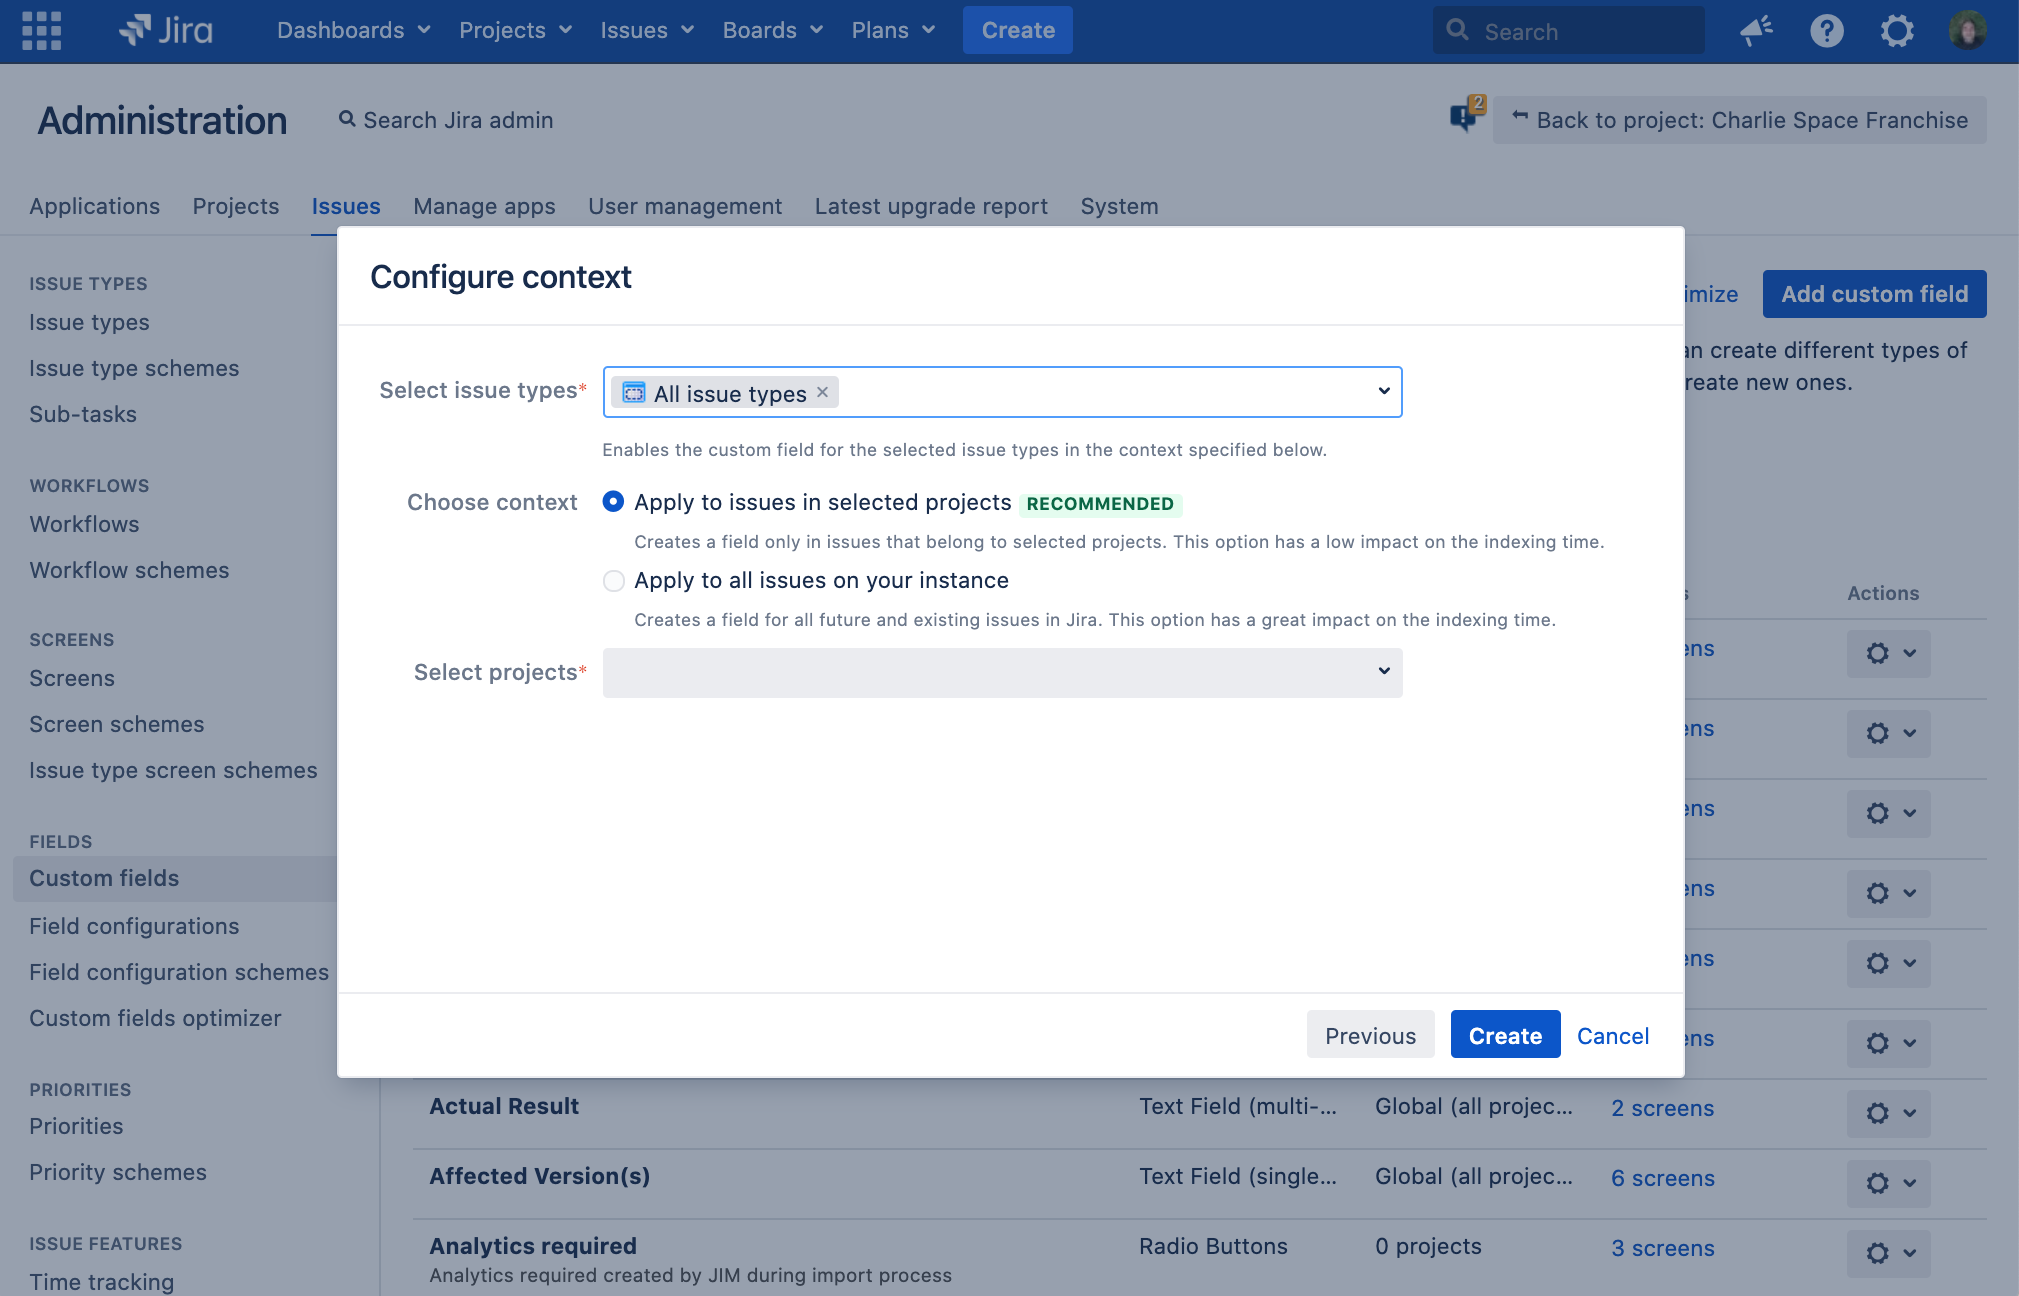 Jira Dashboards Projects Issues Boards Plans Create Search
Administration Search Jira admin 2 Back to project: Charlie Space Franchise
Applications Projects Issues Manage apps User management Latest upgrade report System
ISSUE TYPES
Issue types
Issue type schemes
Sub-tasks
WORKFLOWS
Workflows
Workflow schemes
SCREENS
Screens
Screen schemes
Issue type screen schemes
FIELDS
Custom fields
Field configurations
Field configuration schemes
Custom fields optimizer
PRIORITIES
Priorities
Priority schemes
ISSUE FEATURES
Time tracking
Configure context
Select issue types* All issue types
Enables the custom field for the selected issue types in the context specified below.
Choose context Apply to issues in selected projects RECOMMENDED
Creates a field only in issues that belong to selected projects. This option has a low impact on the indexing time.
Apply to all issues on your instance
Creates a field for all future and existing issues in Jira. This option has a great impact on the indexing time.
Select projects*
Previous Create Cancel
Add custom field
create different types of
new ones.
Actions
Actual Result Text Field (multi-... Global (all projec... 2 screens
Affected Version(s) Text Field (single... Global (all projec... 6 screens
Analytics required Radio Buttons 0 projects 3 screens
Analytics required created by JIM during import process